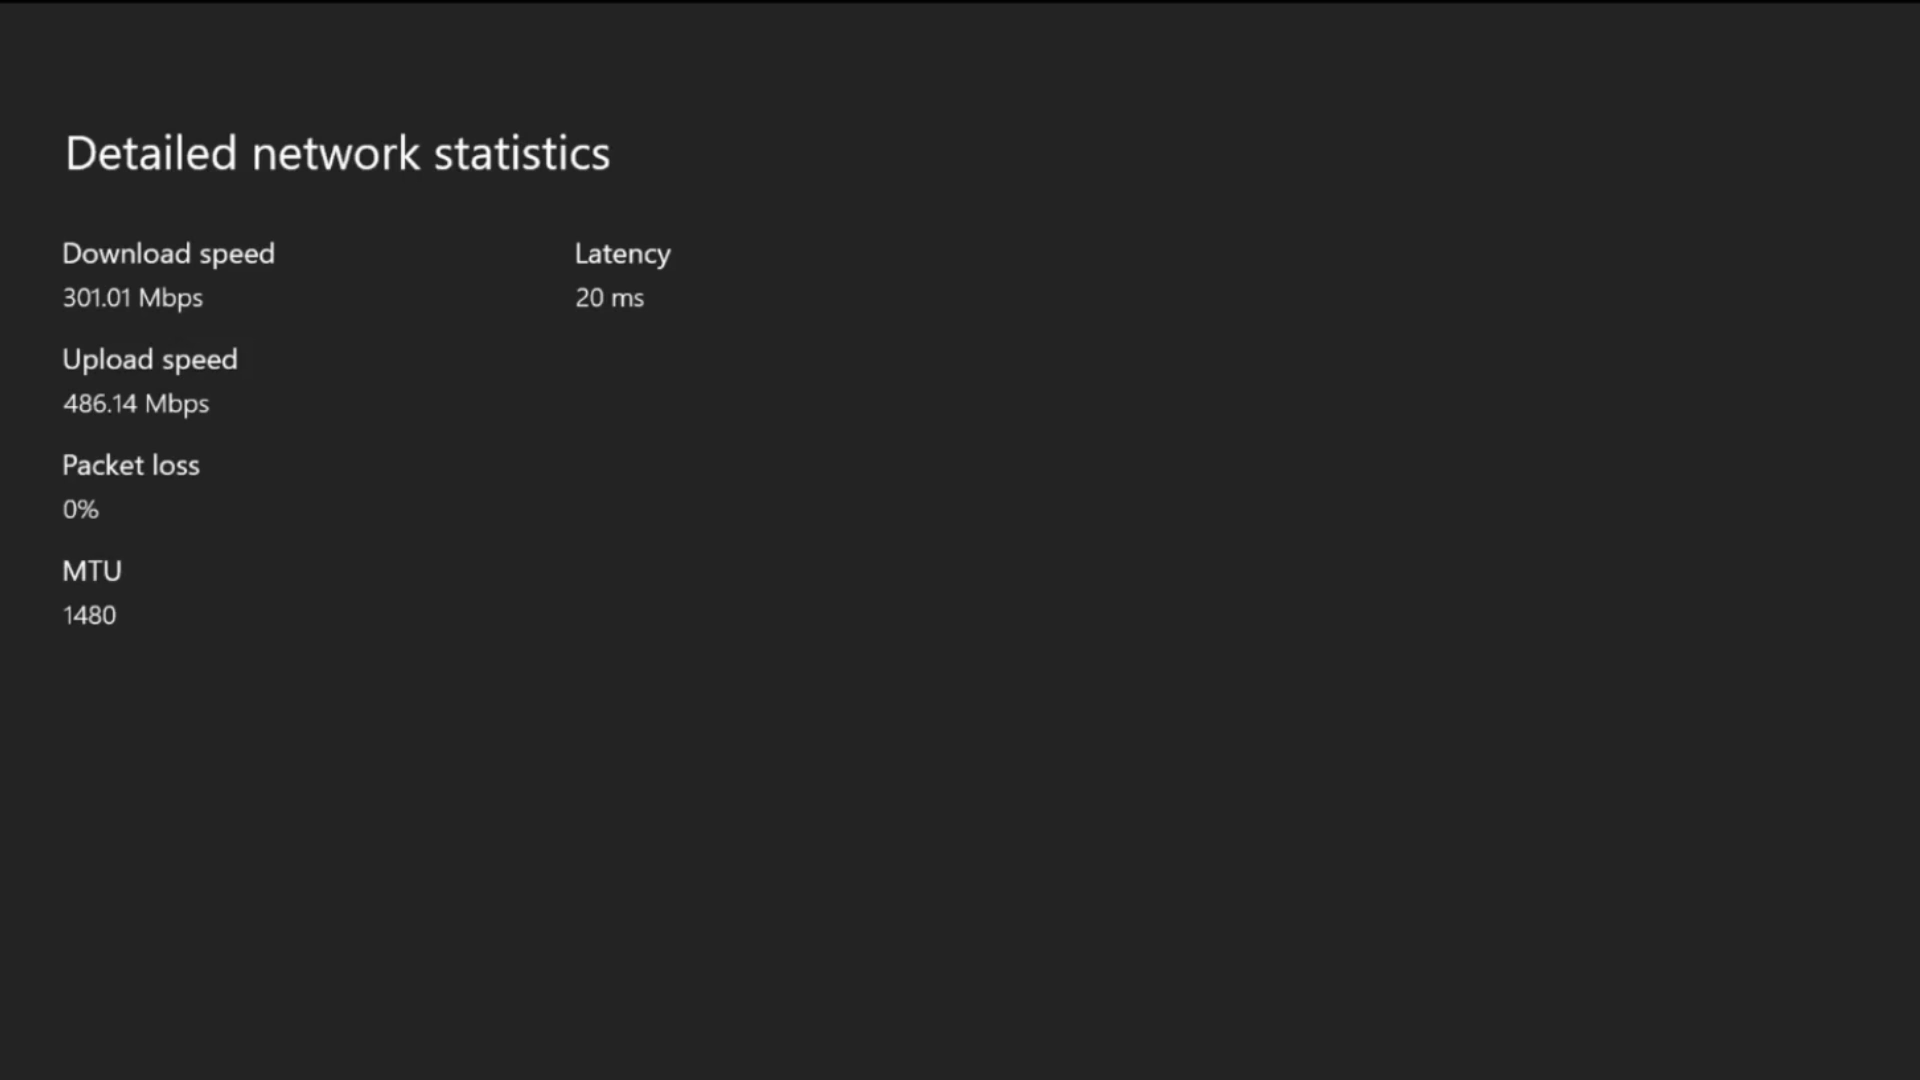 Detailed network statistics
Download speed
301.01 Mbps
Latency
20 ms
Upload speed
486.14 Mbps
Packet loss
0%
MTU
1480